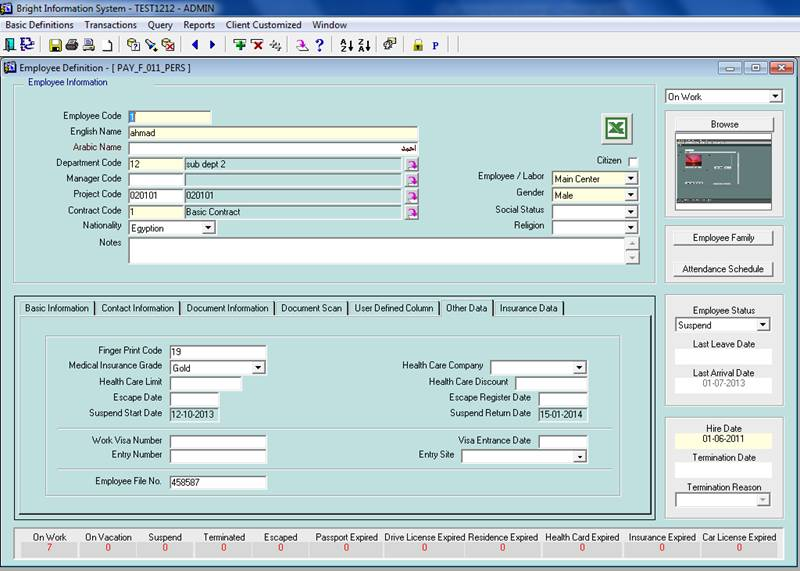 Bright Information System - TEST1212 - ADMIN
Basic Definitions Transactions Query Reports Client Customized Window
Employee Definition - [ PAY_F_011_PERS ]
Employee Information
On Work
Employee Code 1
English Name ahmad
Arabic Name احمد
Department Code 12 sub dept 2
Manager Code
Project Code 020101 020101
Contract Code 1 Basic Contract
Nationality Egyption
Notes
Citizen
Employee / Labor Main Center
Gender Male
Social Status
Religion
Browse
Employee Family
Attendance Schedule
Basic Information Contact Information Document Information Document Scan User Defined Column Other Data Insurance Data
Finger Print Code 19
Medical Insurance Grade Gold Health Care Company
Health Care Limit Health Care Discount
Escape Date Escape Register Date
Suspend Start Date 12-10-2013 Suspend Return Date 15-01-2014
Work Visa Number Visa Entrance Date
Entry Number Entry Site
Employee File No. 458587
Employee Status
Suspend
Last Leave Date
Last Arrival Date
01-07-2013
Hire Date
01-06-2011
Termination Date
Termination Reason
On Work On Vacation Suspend Terminated Escaped Passport Expired Drive License Expired Residence Expired Health Card Expired Insurance Expired Car License Expired
7 0 0 0 0 0 0 0 0 0 0